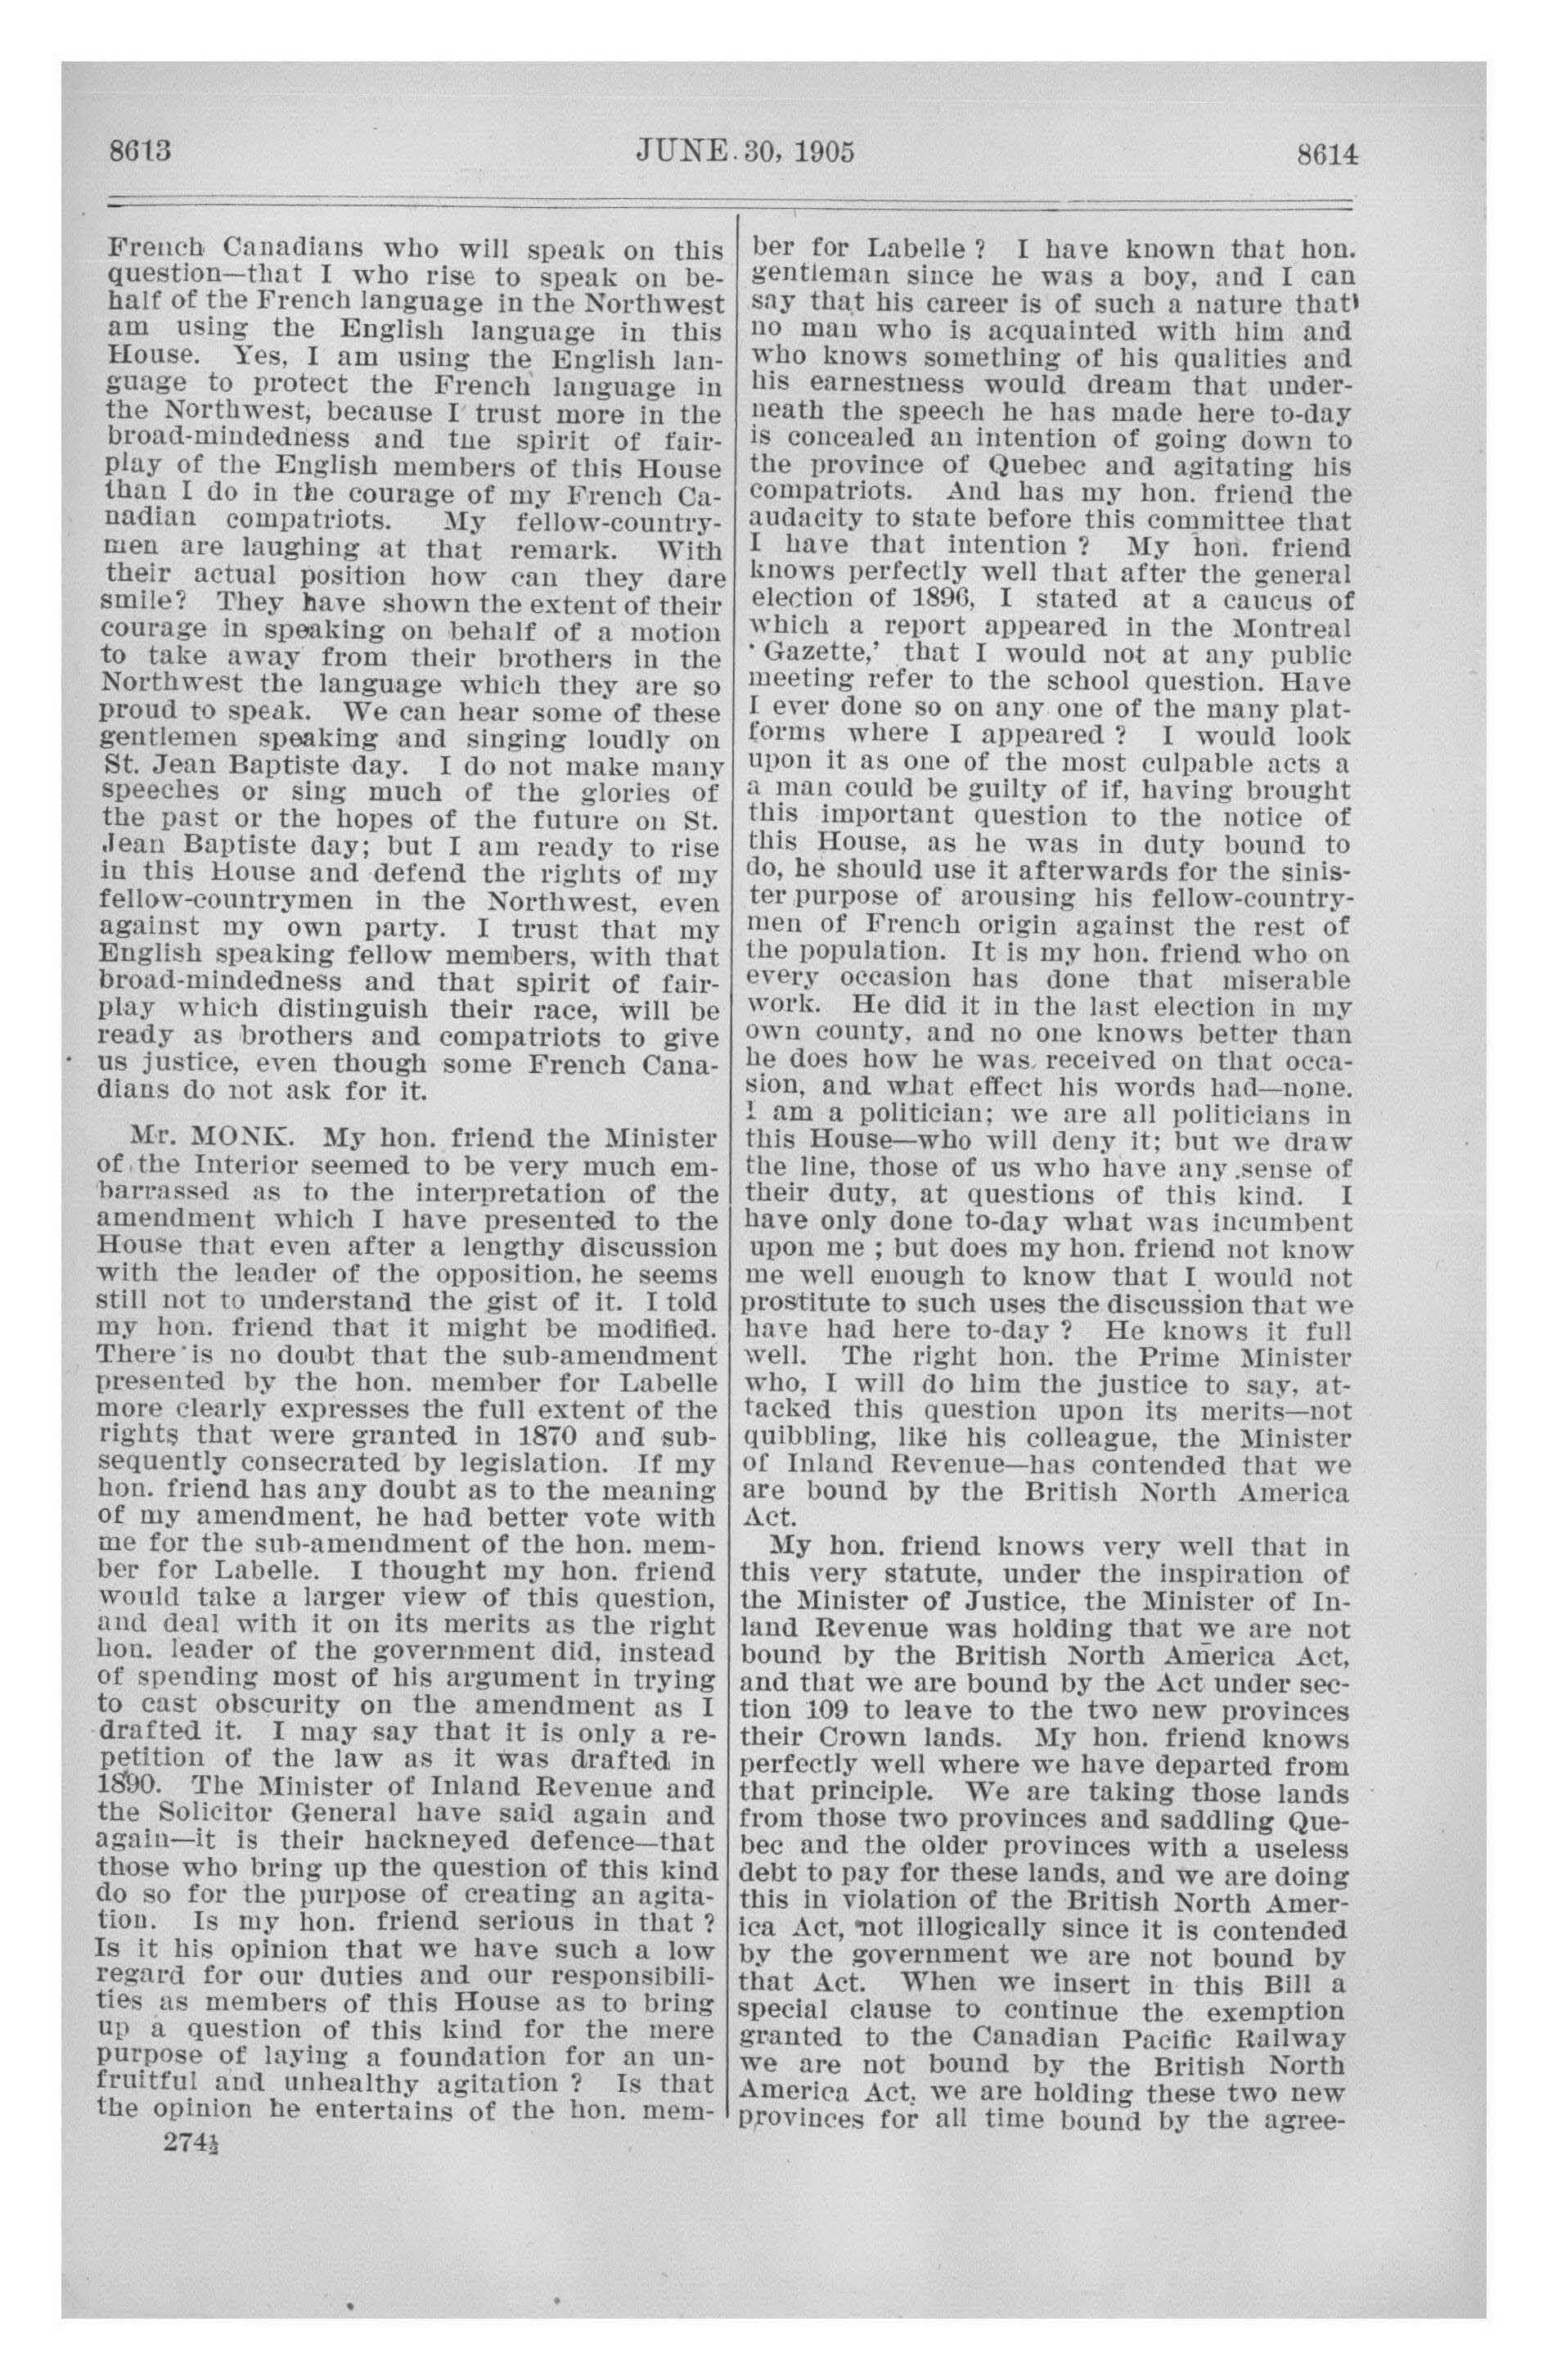 8613
JUNE 30, 1905
8614
French Canadians who will speak on this
question—that I who rise to speak on be-
half of the French language in the Northwest
am using the English language in this
House. Yes, I am using the English lan-
guage to protect the French language in
the Northwest, because I trust more in the
broad-mindedness and the spirit of fair-
play of the English members of this House
than I do in the courage of my French Ca-
nadian compatriots. My fellow-country-
men are laughing at that remark. With
their actual position how can they dare
smile? They have shown the extent of their
courage in speaking on behalf of a motion
to take away from their brothers in the
Northwest the language which they are so
proud to speak. We can hear some of these
gentlemen speaking and singing loudly on
St. Jean Baptiste day. I do not make many
speeches or sing much of the glories of
the past or the hopes of the future on St.
Jean Baptiste day; but I am ready to rise
in this House and defend the rights of my
fellow-countrymen in the Northwest, even
against my own party. I trust that my
English speaking fellow members, with that
broad-mindedness and that spirit of fair-
play which distinguish their race, will be
ready as brothers and compatriots to give
us justice, even though some French Cana-
dians do not ask for it.
Mr. MONK. My hon. friend the Minister
of the Interior seemed to be very much em-
barrassed as to the interpretation of the
amendment which I have presented to the
House that even after a lengthy discussion
with the leader of the opposition, he seems
still not to understand the gist of it. I told
my hon. friend that it might be modified.
There is no doubt that the sub-amendment
presented by the hon. member for Labelle
more clearly expresses the full extent of the
rights that were granted in 1870 and sub-
sequently consecrated by legislation. If my
hon. friend has any doubt as to the meaning
of my amendment, he had better vote with
me for the sub-amendment of the hon. mem-
ber for Labelle. I thought my hon. friend
would take a larger view of this question,
and deal with it on its merits as the right
hon. leader of the government did, instead
of spending most of his argument in trying
to cast obscurity on the amendment as I
drafted it. I may say that it is only a re-
petition of the law as it was drafted in
1890. The Minister of Inland Revenue and
the Solicitor General have said again and
again—it is their hackneyed defence—that
those who bring up the question of this kind
do so for the purpose of creating an agita-
tion. Is my hon. friend serious in that ?
Is it his opinion that we have such a low
regard for our duties and our responsibili-
ties as members of this House as to bring
up a question of this kind for the mere
purpose of laying a foundation for an un-
fruitful and unhealthy agitation ? Is that
the opinion he entertains of the hon. mem-
274½
ber for Labelle ? I have known that hon.
gentleman since he was a boy, and I can
say that his career is of such a nature that
no man who is acquainted with him and
who knows something of his qualities and
his earnestness would dream that under-
neath the speech he has made here to-day
is concealed an intention of going down to
the province of Quebec and agitating his
compatriots. And has my hon. friend the
audacity to state before this committee that
I have that intention ? My hon. friend
knows perfectly well that after the general
election of 1896, I stated at a caucus of
which a report appeared in the Montreal
'Gazette,' that I would not at any public
meeting refer to the school question. Have
I ever done so on any one of the many plat-
forms where I appeared ? I would look
upon it as one of the most culpable acts a
a man could be guilty of if, having brought
this important question to the notice of
this House, as he was in duty bound to
do, he should use it afterwards for the sinis-
ter purpose of arousing his fellow-country-
men of French origin against the rest of
the population. It is my hon. friend who on
every occasion has done that miserable
work. He did it in the last election in my
own county, and no one knows better than
he does how he was received on that occa-
sion, and what effect his words had—none.
I am a politician; we are all politicians in
this House—who will deny it; but we draw
the line, those of us who have any sense of
their duty, at questions of this kind. I
have only done to-day what was incumbent
upon me ; but does my hon. friend not know
me well enough to know that I would not
prostitute to such uses the discussion that we
have had here to-day ? He knows it full
well. The right hon. the Prime Minister
who, I will do him the justice to say, at-
tacked this question upon its merits—not
quibbling, like his colleague, the Minister
of Inland Revenue—has contended that we
are bound by the British North America
Act.
My hon. friend knows very well that in
this very statute, under the inspiration of
the Minister of Justice, the Minister of In-
land Revenue was holding that we are not
bound by the British North America Act,
and that we are bound by the Act under sec-
tion 109 to leave to the two new provinces
their Crown lands. My hon. friend knows
perfectly well where we have departed from
that principle. We are taking those lands
from those two provinces and saddling Que-
bec and the older provinces with a useless
debt to pay for these lands, and we are doing
this in violation of the British North Amer-
ica Act, not illogically since it is contended
by the government we are not bound by
that Act. When we insert in this Bill a
special clause to continue the exemption
granted to the Canadian Pacific Railway
we are not bound by the British North
America Act, we are holding these two new
provinces for all time bound by the agree-